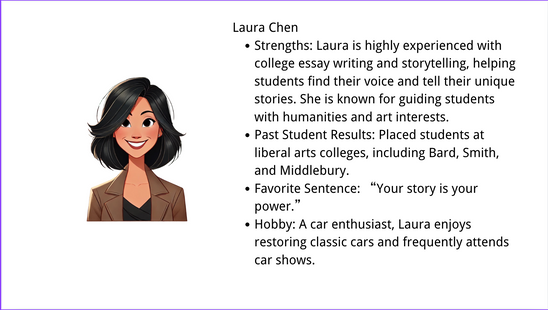 Laura Chen
• Strengths: Laura is highly experienced with
college essay writing and storytelling, helping
students find their voice and tell their unique
stories. She is known for guiding students
with humanities and art interests.
• Past Student Results: Placed students at
liberal arts colleges, including Bard, Smith,
and Middlebury.
• Favorite Sentence: “Your story is your
power.”
• Hobby: A car enthusiast, Laura enjoys
restoring classic cars and frequently attends
car shows.